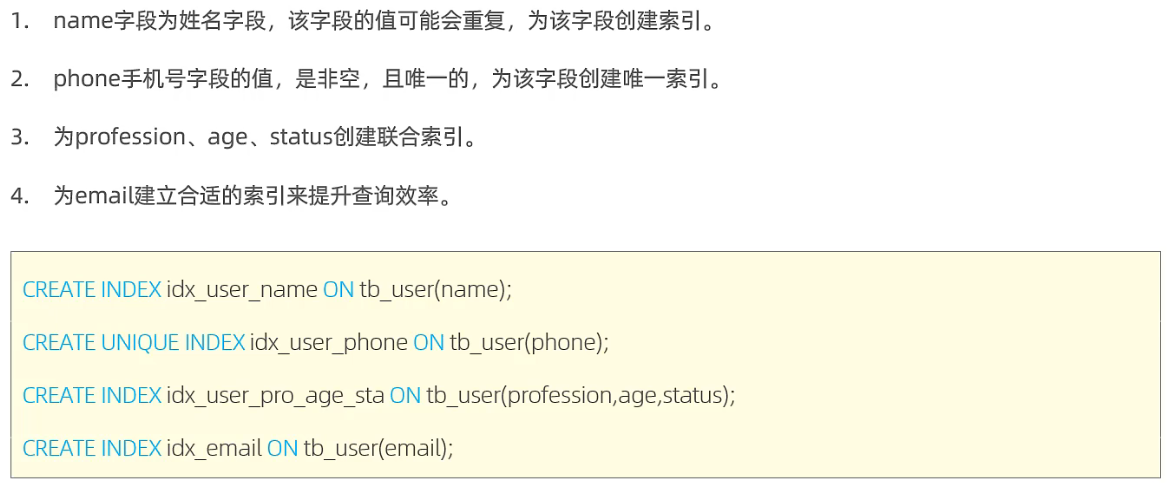 1. name字段为姓名字段，该字段的值可能会重复，为该字段创建索引。
2. phone手机号字段的值，是非空，且唯一的，为该字段创建唯一索引。
3. 为profession、age、status创建联合索引。
4. 为email建立合适的索引来提升查询效率。
CREATE INDEX idx_user_name ON tb_user(name);
CREATE UNIQUE INDEX idx_user_phone ON tb_user(phone);
CREATE INDEX idx_user_pro_age_sta ON tb_user(profession,age,status);
CREATE INDEX idx_email ON tb_user(email);